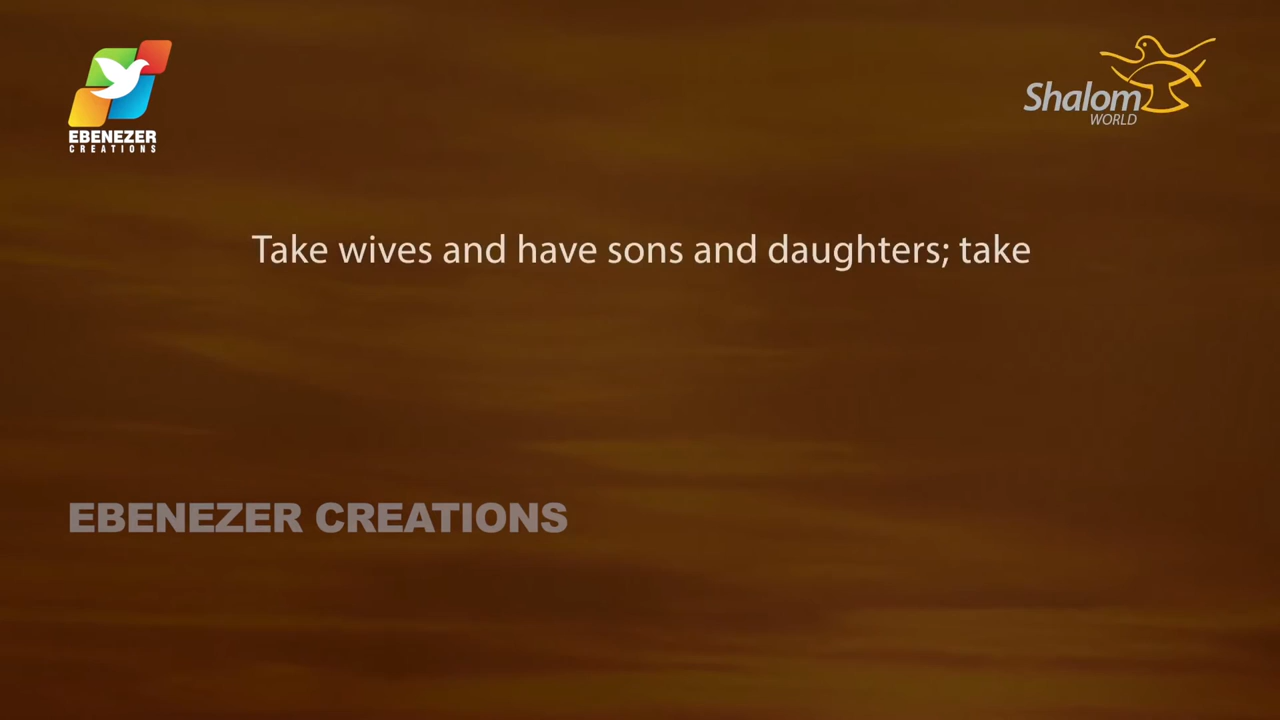 EBENEZER
CREATIONS
Shalom
WORLD
Take wives and have sons and daughters; take
EBENEZER CREATIONS